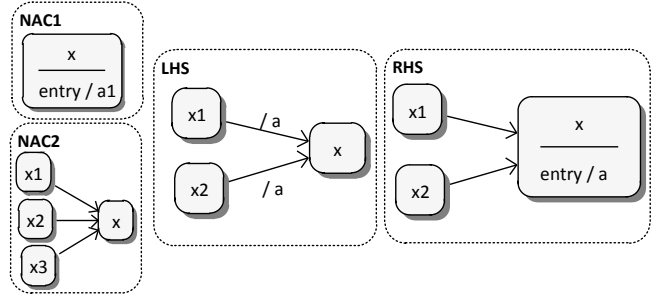 NAC1
x
entry / a1
NAC2
x1
x2
x
x3
LHS
x1
/ a
x
x2
/ a
RHS
x1
x
entry / a
x2